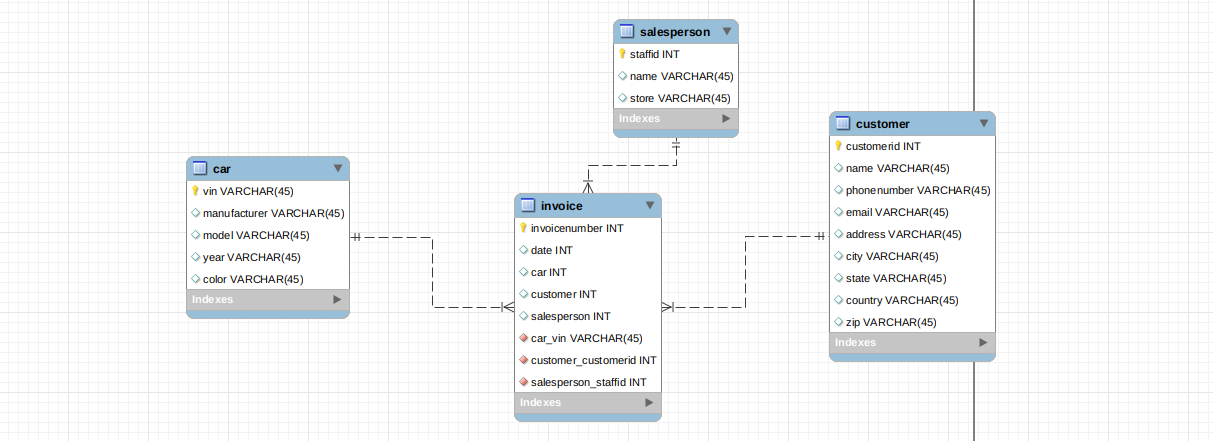 salesperson
staffid INT
name VARCHAR(45)
store VARCHAR(45)
Indexes
customer
customerid INT
name VARCHAR(45)
phonenumber VARCHAR(45)
email VARCHAR(45)
address VARCHAR(45)
city VARCHAR(45)
state VARCHAR(45)
country VARCHAR(45)
zip VARCHAR(45)
Indexes
car
vin VARCHAR(45)
manufacturer VARCHAR(45)
model VARCHAR(45)
year VARCHAR(45)
color VARCHAR(45)
Indexes
invoice
invoicenumber INT
date INT
car INT
customer INT
salesperson INT
car_vin VARCHAR(45)
customer_customerid INT
salesperson_staffid INT
Indexes